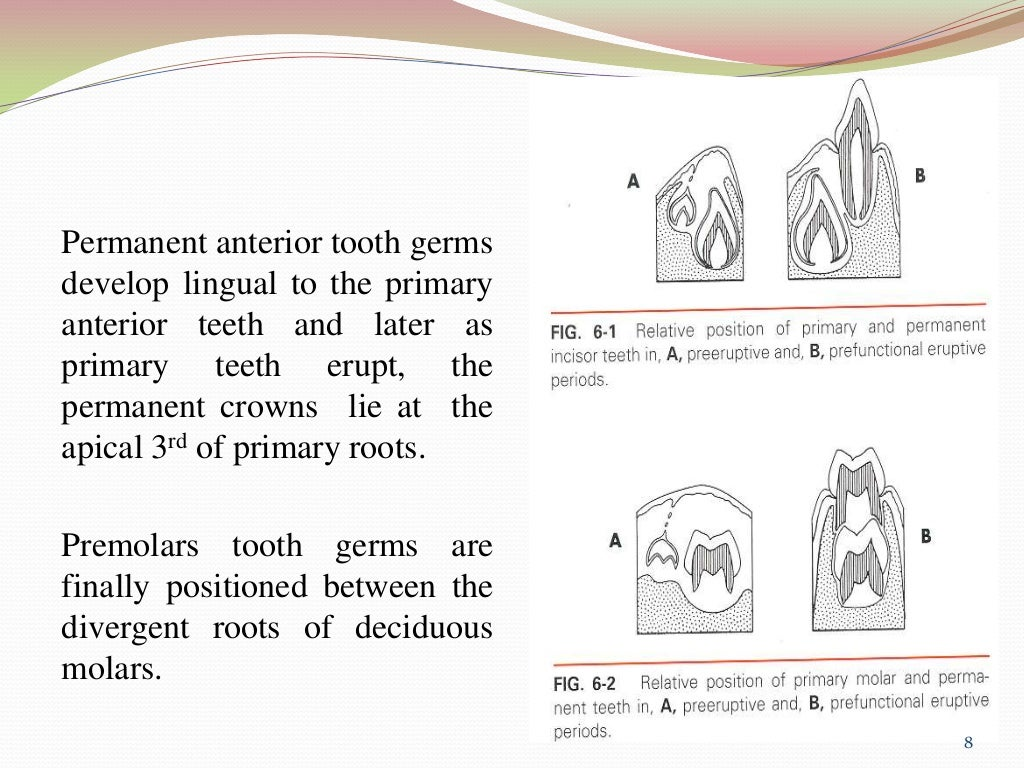 Permanent anterior tooth germs
develop lingual to the primary
anterior teeth and later as
primary teeth erupt, the
permanent crowns lie at the
apical 3rd of primary roots.
Premolars tooth germs are
finally positioned between the
divergent roots of deciduous
molars.
A
B
FIG. 6-1 Relative position of primary and permanent
incisor teeth in, A, preeruptive and, B, prefunctional eruptive
periods.
A
B
FIG. 6-2 Relative position of primary molar and perma-
nent teeth in, A, preeruptive and, B, prefunctional eruptive
periods.
8